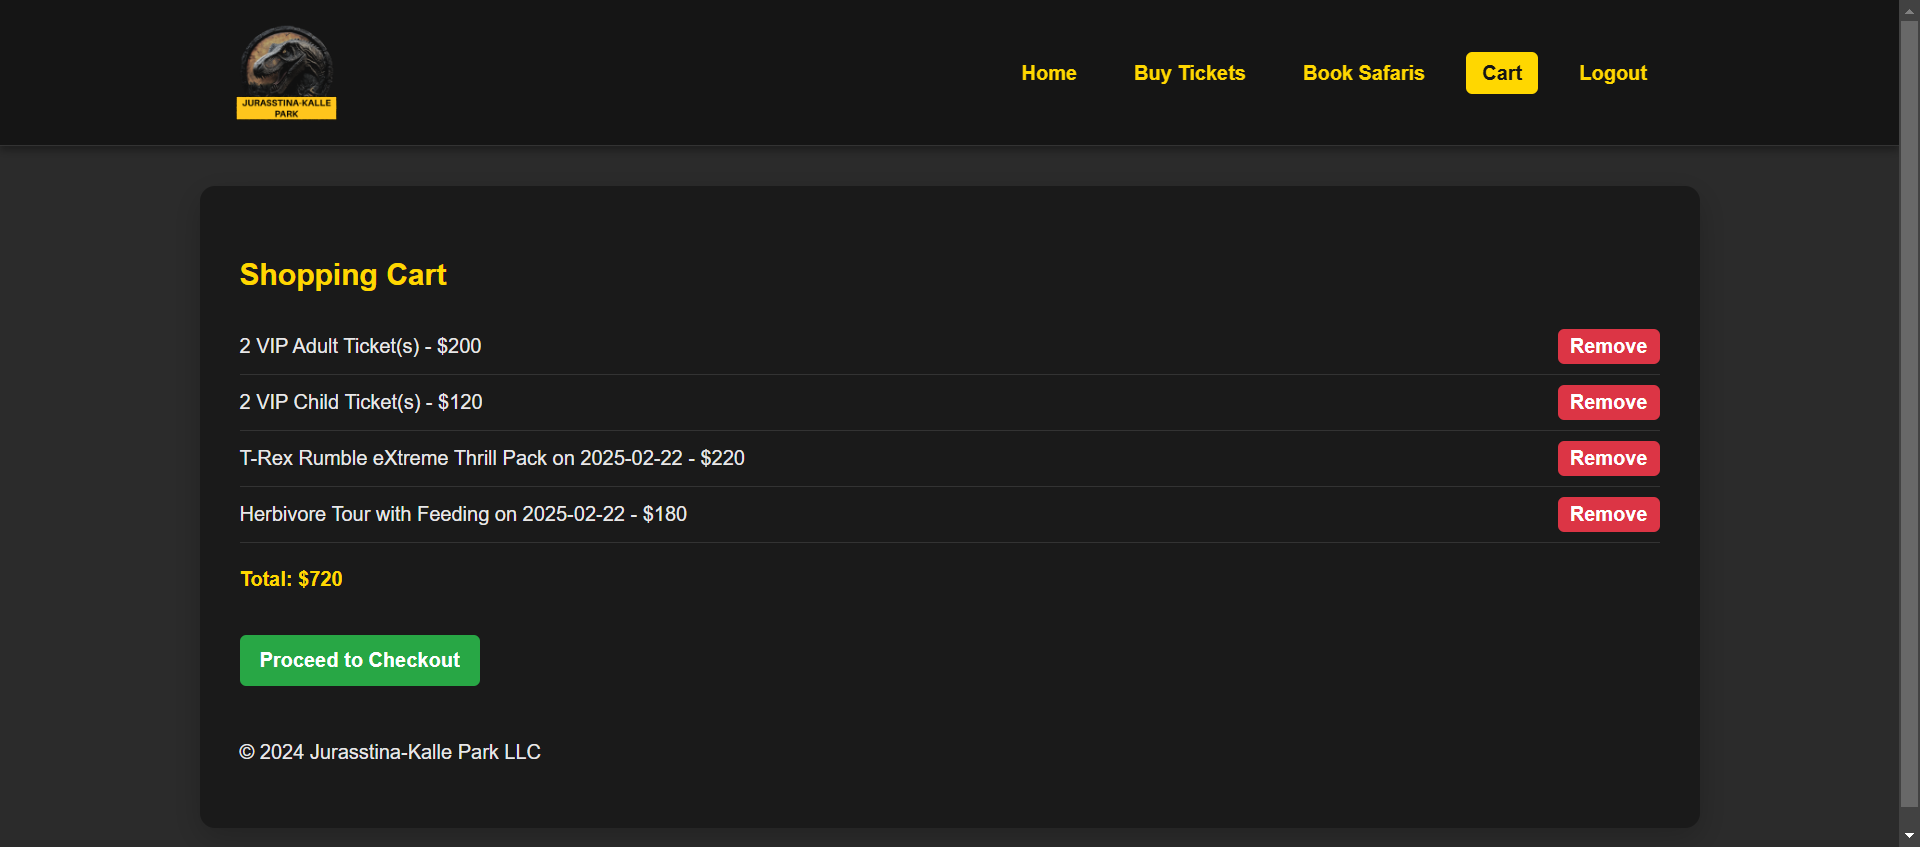 JURASSTINA-KALLE
PARK
Home
Buy Tickets
Book Safaris
Cart
Logout
Shopping Cart
2 VIP Adult Ticket(s) - $200
Remove
2 VIP Child Ticket(s) - $120
Remove
T-Rex Rumble eXtreme Thrill Pack on 2025-02-22 - $220
Remove
Herbivore Tour with Feeding on 2025-02-22 - $180
Remove
Total: $720
Proceed to Checkout
© 2024 Jurasstina-Kalle Park LLC